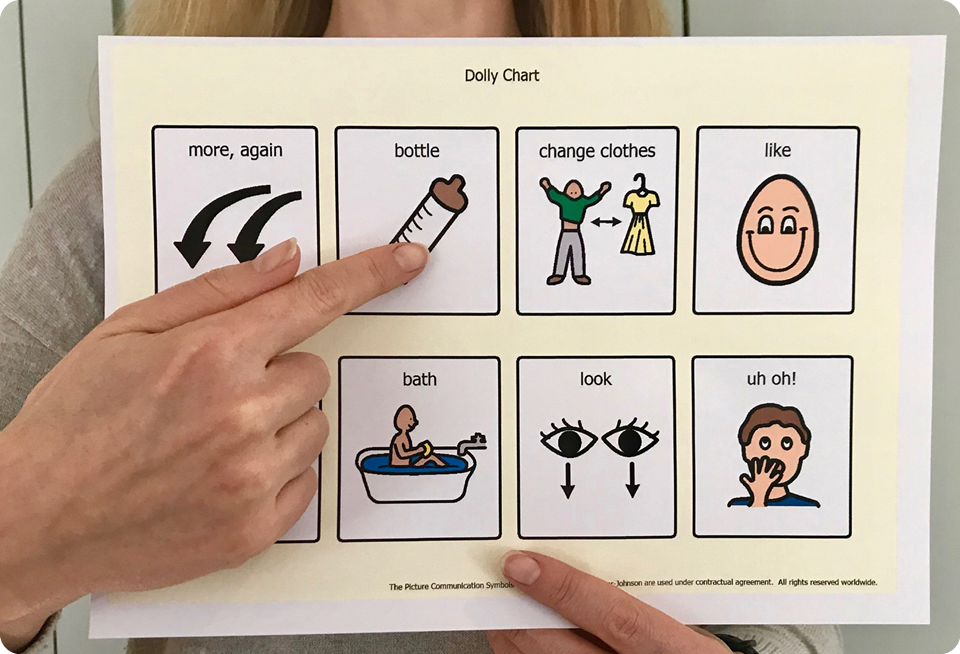 Dolly Chart
more, again
bottle
change clothes
like
bath
look
uh oh!
The Picture Communication Symbols Johnson are used under contractual agreement. All rights reserved worldwide.